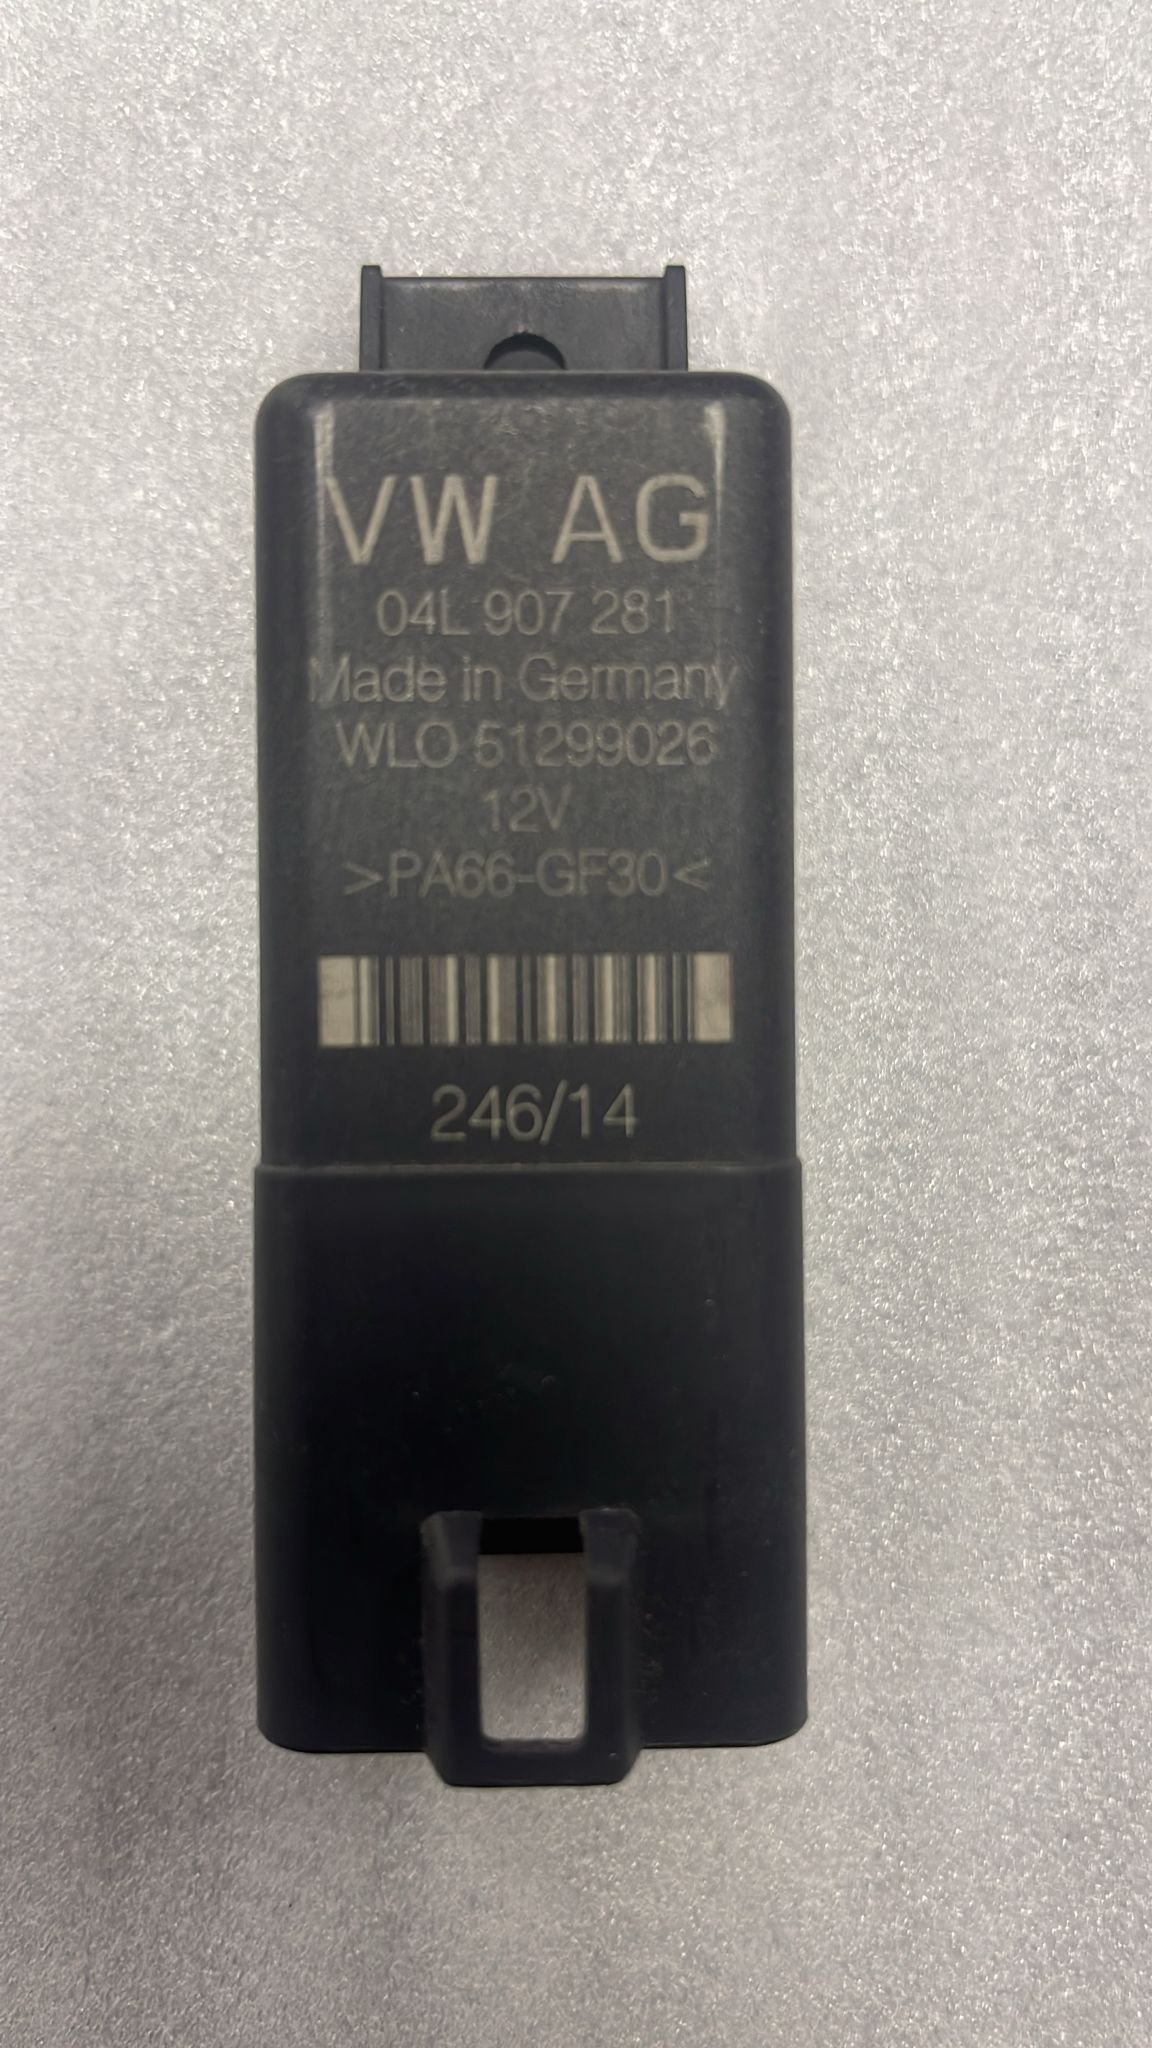 VW AG
04L 907 281
Made in Germany
WLO 51299026
12V
>PA66-GF30<
246/14